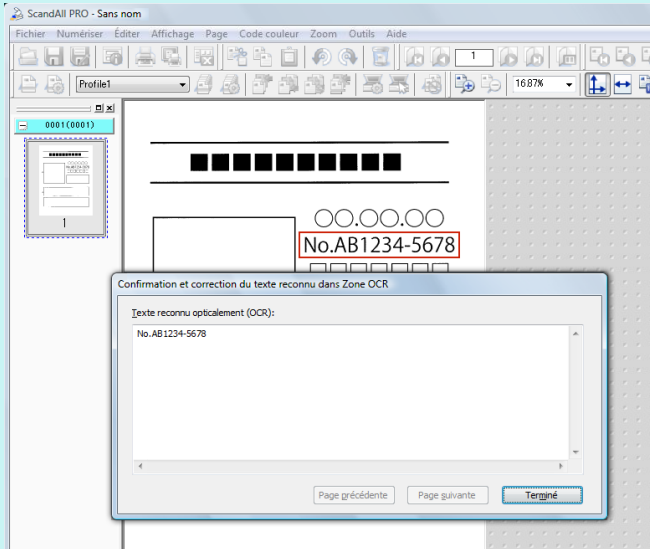 ScandAll PRO - Sans nom
Fichier Numériser Éditer Affichage Page Code couleur Zoom Outils Aide
1
Profile1
16.87%
0001(0001)
1
No.AB1234-5678
Confirmation et correction du texte reconnu dans Zone OCR
Texte reconnu opticalement (OCR):
No.AB1234-5678
Page précédente
Page suivante
Terminé